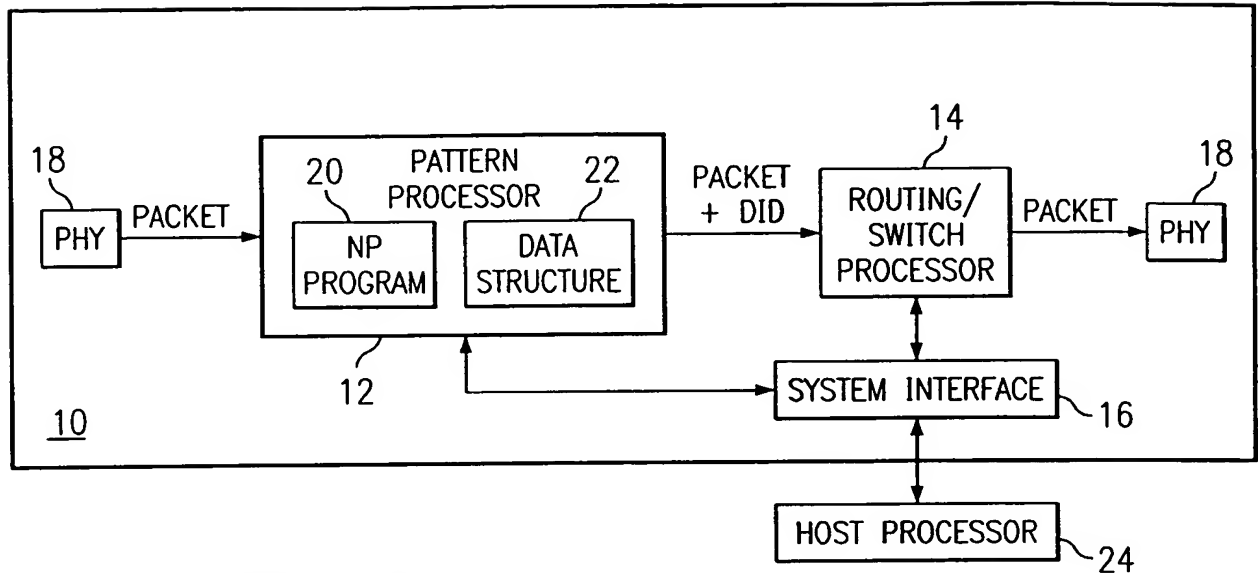 18
PHY
PACKET
PATTERN
PROCESSOR
20
NP
PROGRAM
22
DATA
STRUCTURE
12
PACKET
+ DID
14
ROUTING/
SWITCH
PROCESSOR
PACKET
18
PHY
SYSTEM INTERFACE
16
10
HOST PROCESSOR
24